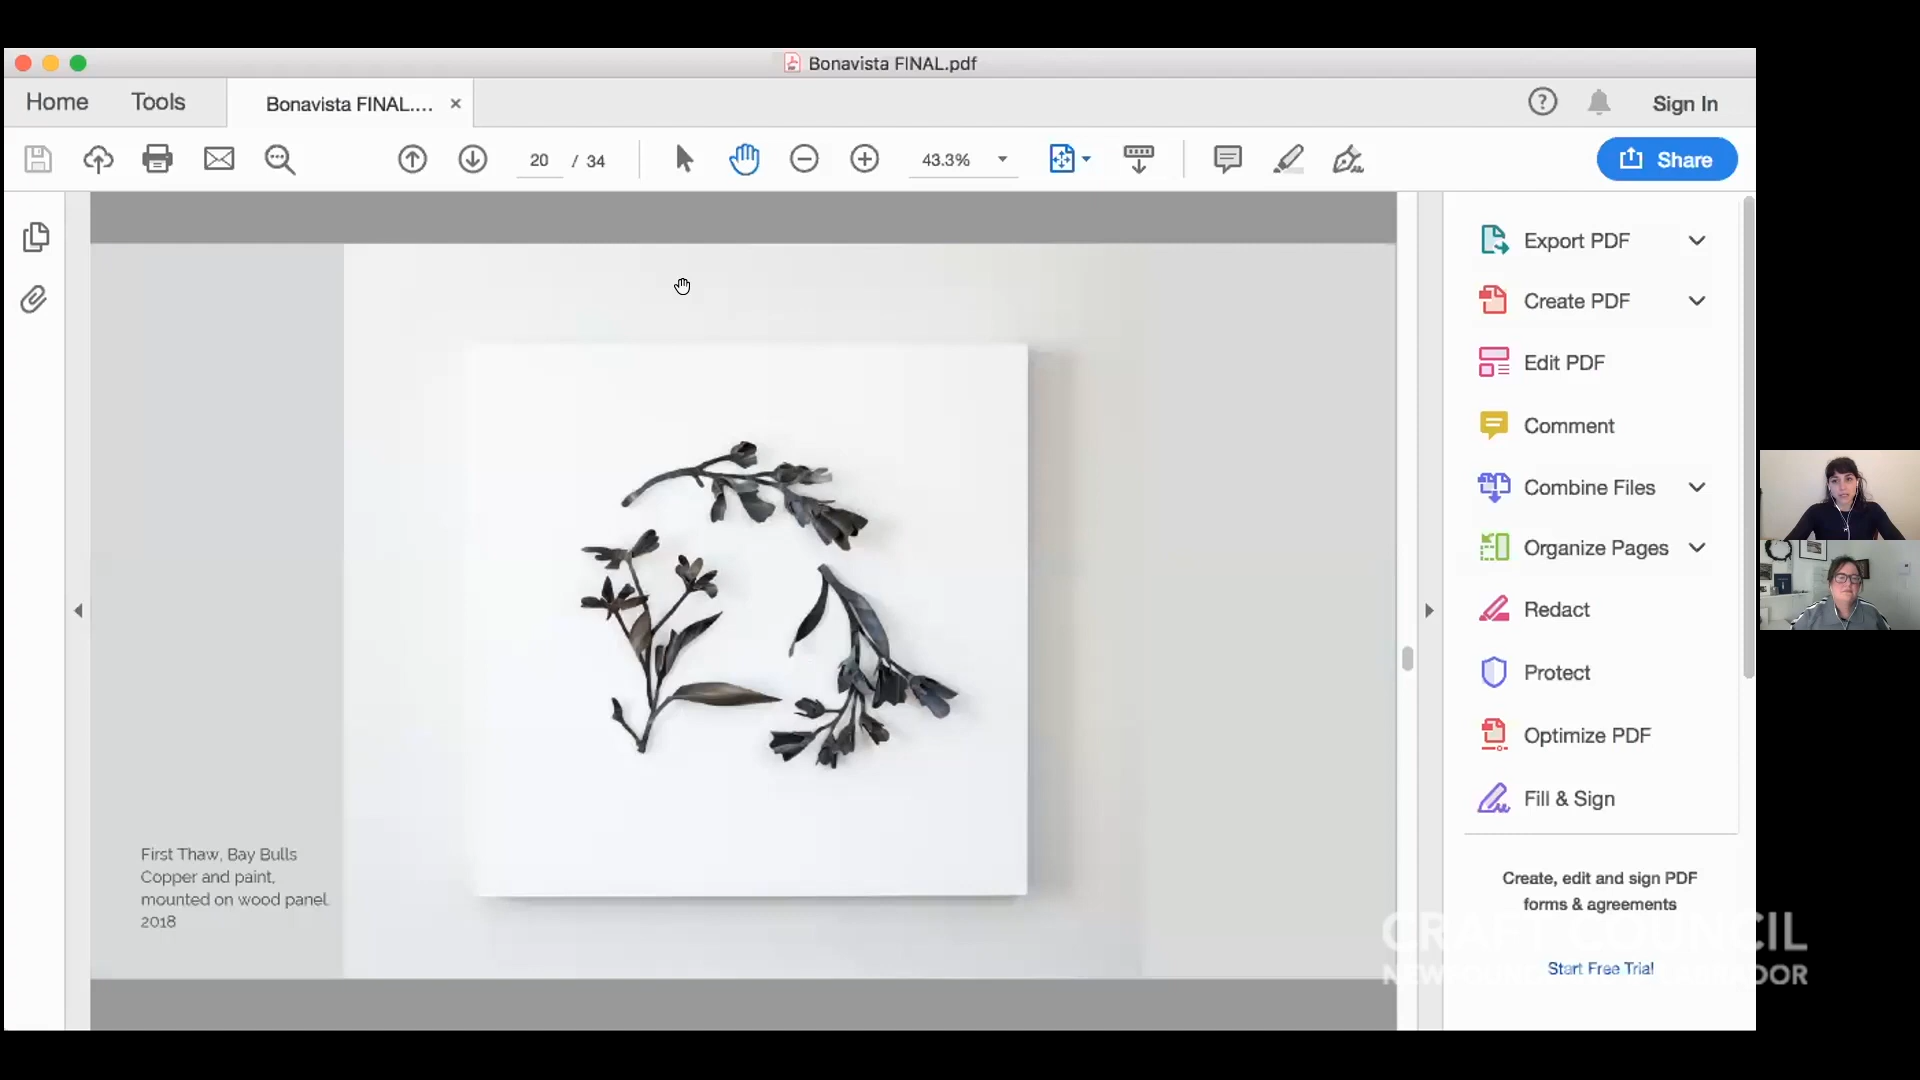 Bonavista FINAL.pdf
Home
Tools
Bonavista FINAL....
Sign In
20 / 34
43.3%
Share
Export PDF
Create PDF
Edit PDF
Comment
Combine Files
Organize Pages
Redact
Protect
Optimize PDF
Fill & Sign
Create, edit and sign PDF
forms & agreements
Start Free Trial
First Thaw, Bay Bulls
Copper and paint,
mounted on wood panel.
2018
CRAFT COUNCIL